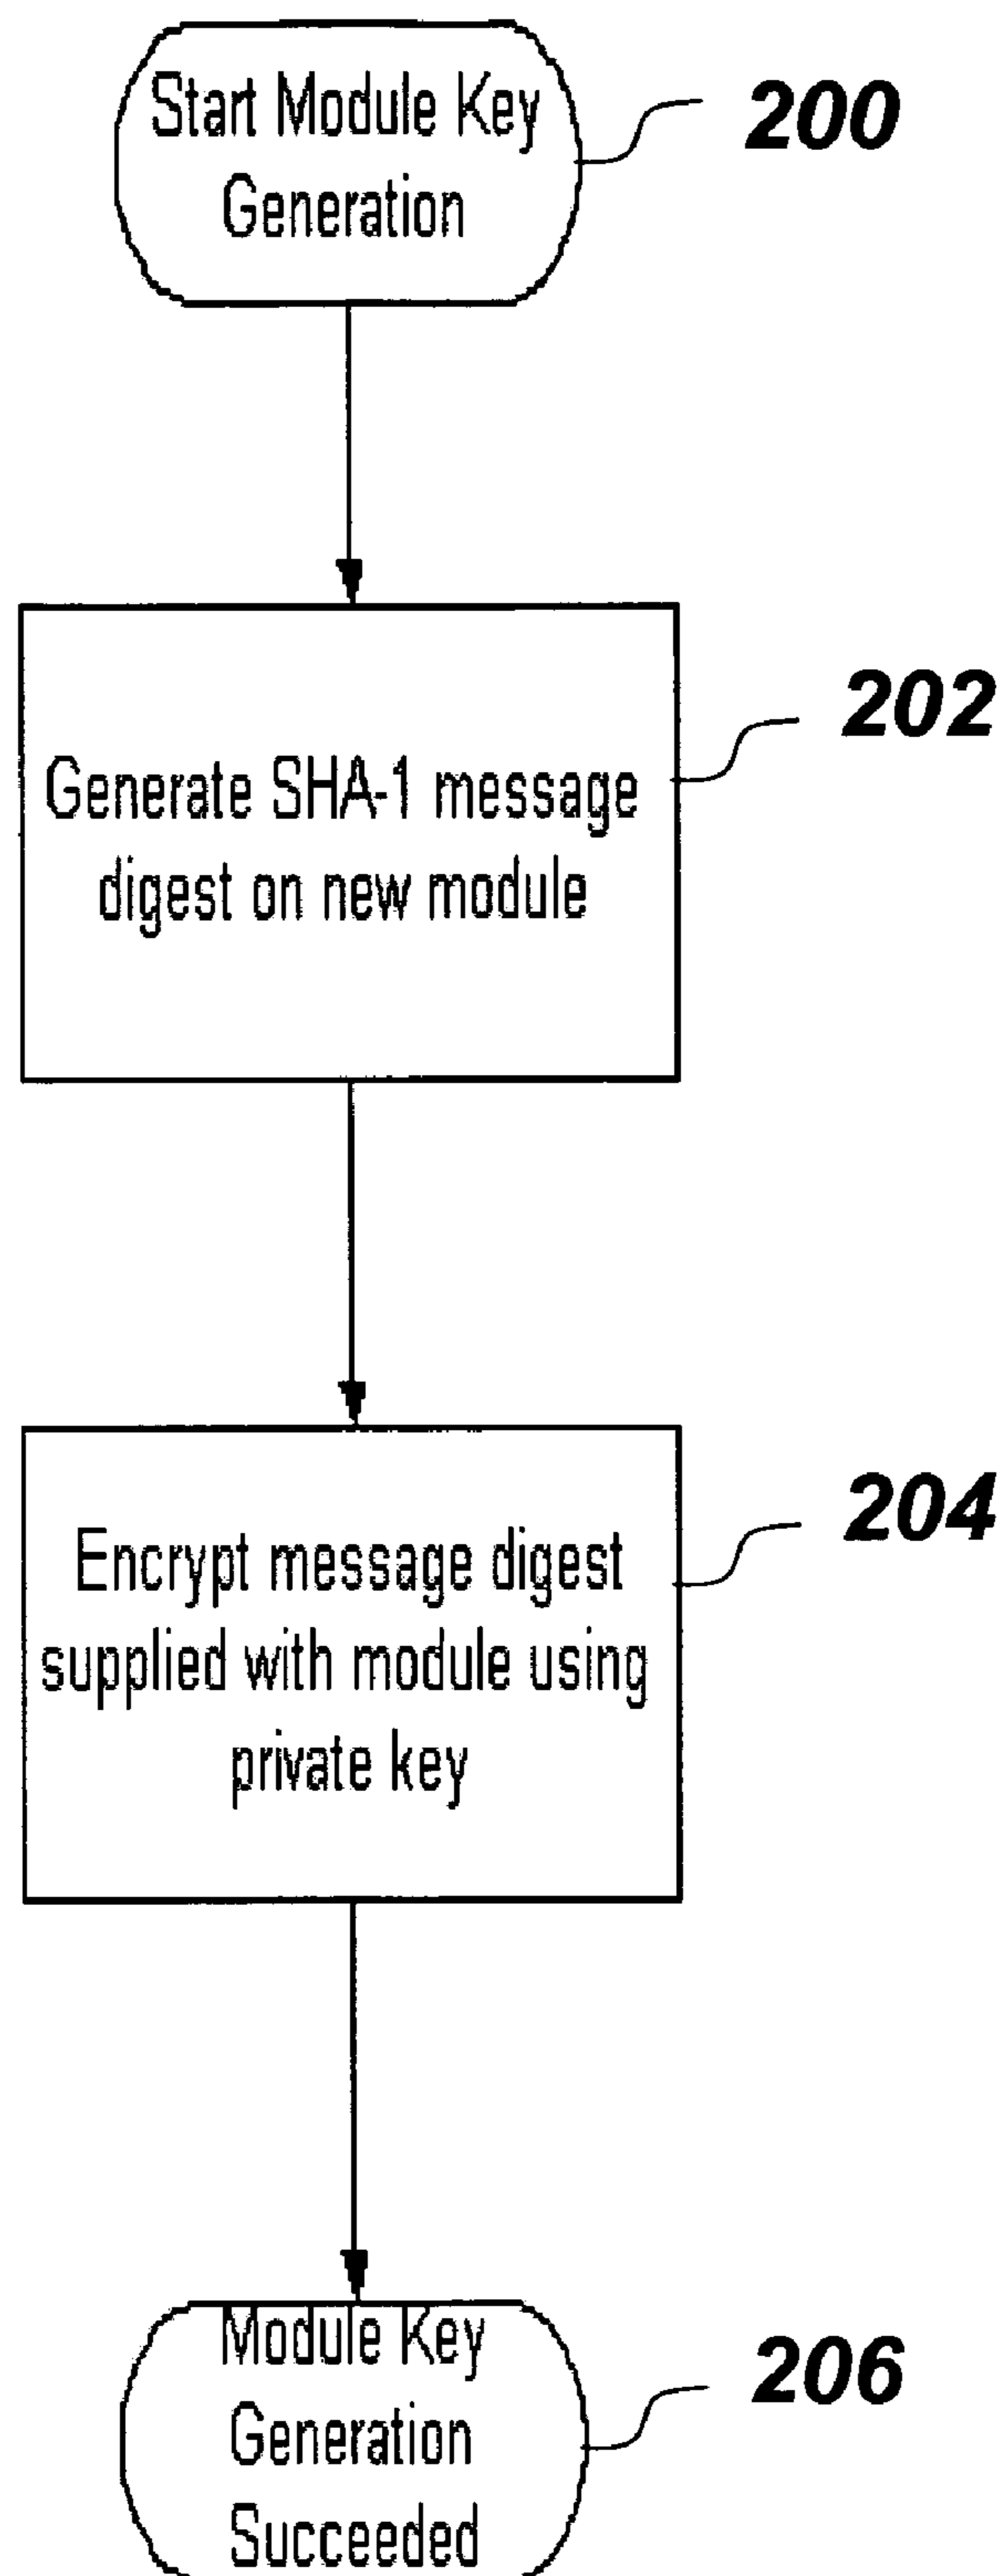 Start Module Key
Generation
200
Generate SHA-1 message
digest on new module
202
Encrypt message digest
supplied with module using
private key
204
Module Key
Generation
Succeeded
206